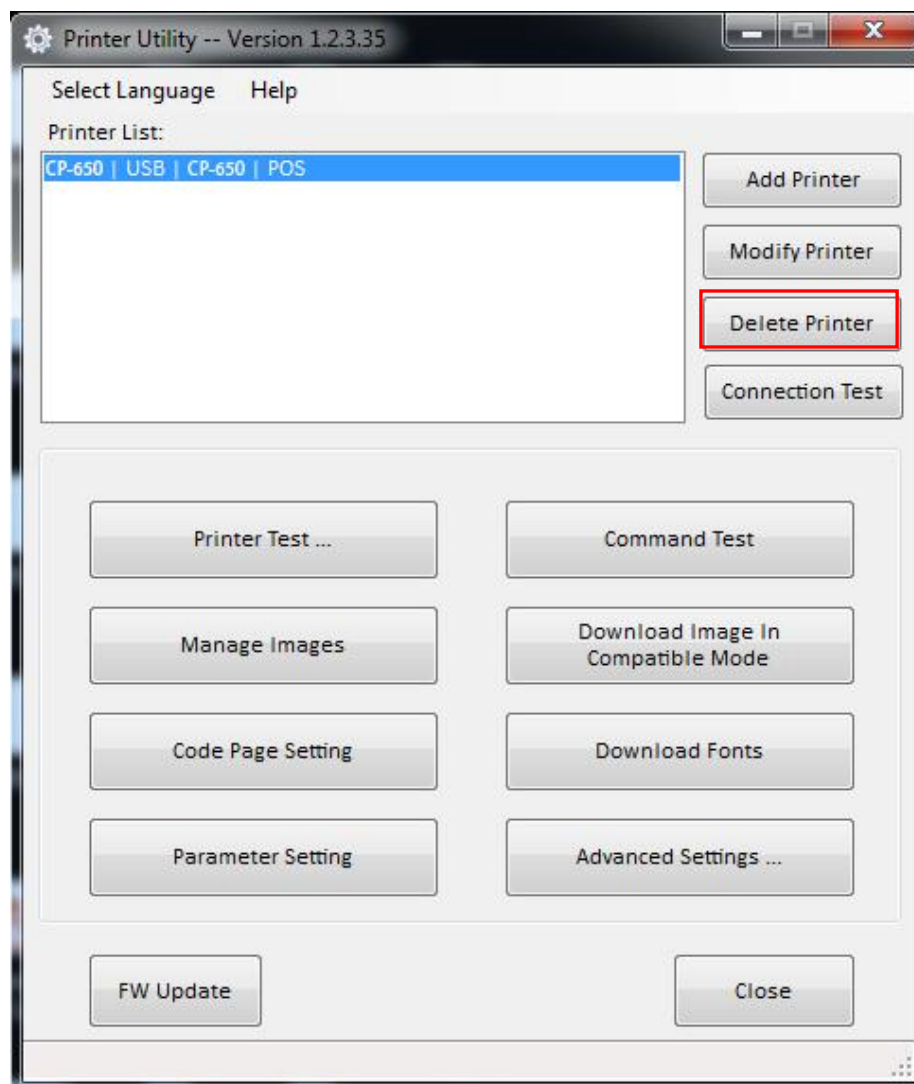 Printer Utility -- Version 1.2.3.35
Select Language Help
Printer List:
CP-650 | USB | CP-650 | POS
Add Printer
Modify Printer
Delete Printer
Connection Test
Printer Test ...
Command Test
Manage Images
Download Image In
Compatible Mode
Code Page Setting
Download Fonts
Parameter Setting
Advanced Settings ...
FW Update
Close